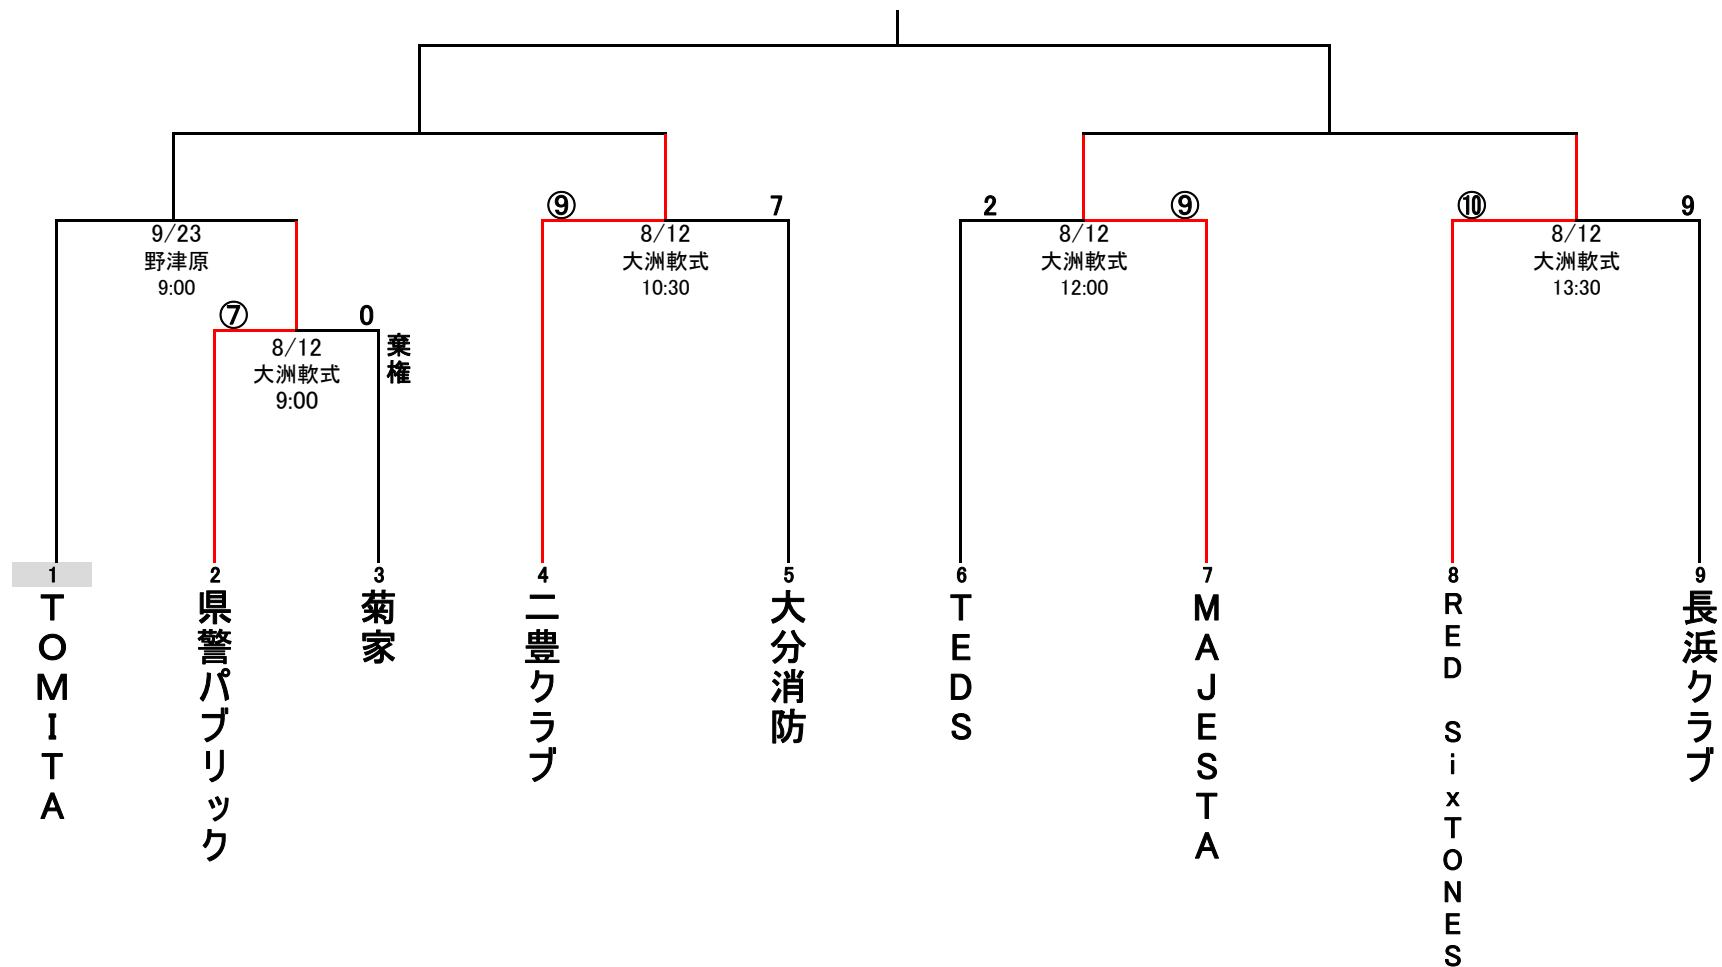 ⑨
7
2
⑨
⑩
9
9/23
野津原
9:00
8/12
大洲軟式
10:30
8/12
大洲軟式
12:00
8/12
大洲軟式
13:30
⑦
0
棄権
8/12
大洲軟式
9:00
1
TOMITA
2
県警パブリック
3
菊家
4
二豊クラブ
5
大分消防
6
TEDS
7
MAJESTA
8
RED SixTONES
9
長浜クラブ